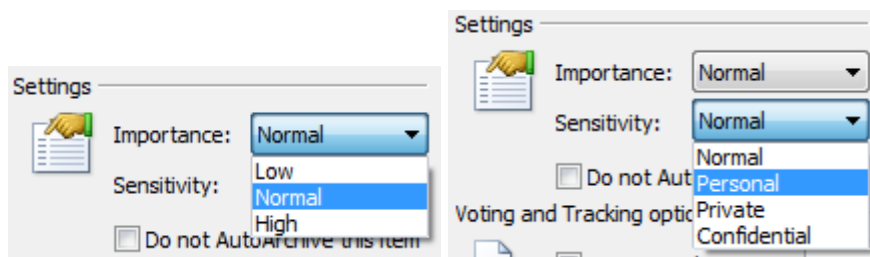 Settings
Importance: Normal
Low
Normal
High
Sensitivity:
Do not AutoArchive this item
Settings
Importance: Normal
Sensitivity: Normal
Normal
Personal
Private
Confidential
Do not Aut
Voting and Tracking optio